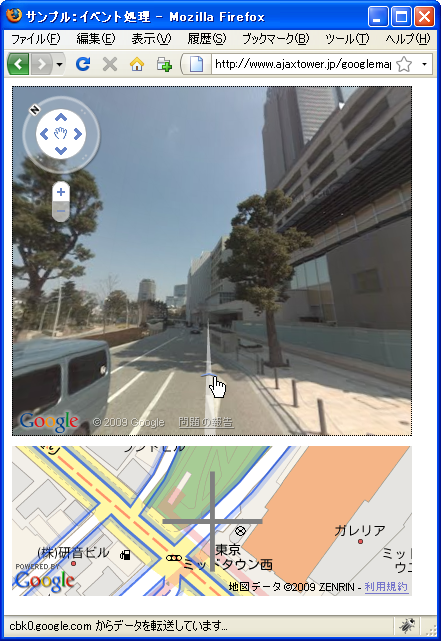 サンプル：イベント処理 - Mozilla Firefox
ファイル(F) 編集(E) 表示(V) 履歴(S) ブックマーク(B) ツール(T) ヘルプ(H)
http://www.ajaxtower.jp/googlemap
N
Google © 2009 Google 問題の報告
(株)研音ビル
東京
ミッドタウン西
ガレリア
POWERED BY
Google
地図データ ©2009 ZENRIN - 利用規約
cbk0.google.com からデータを転送しています...